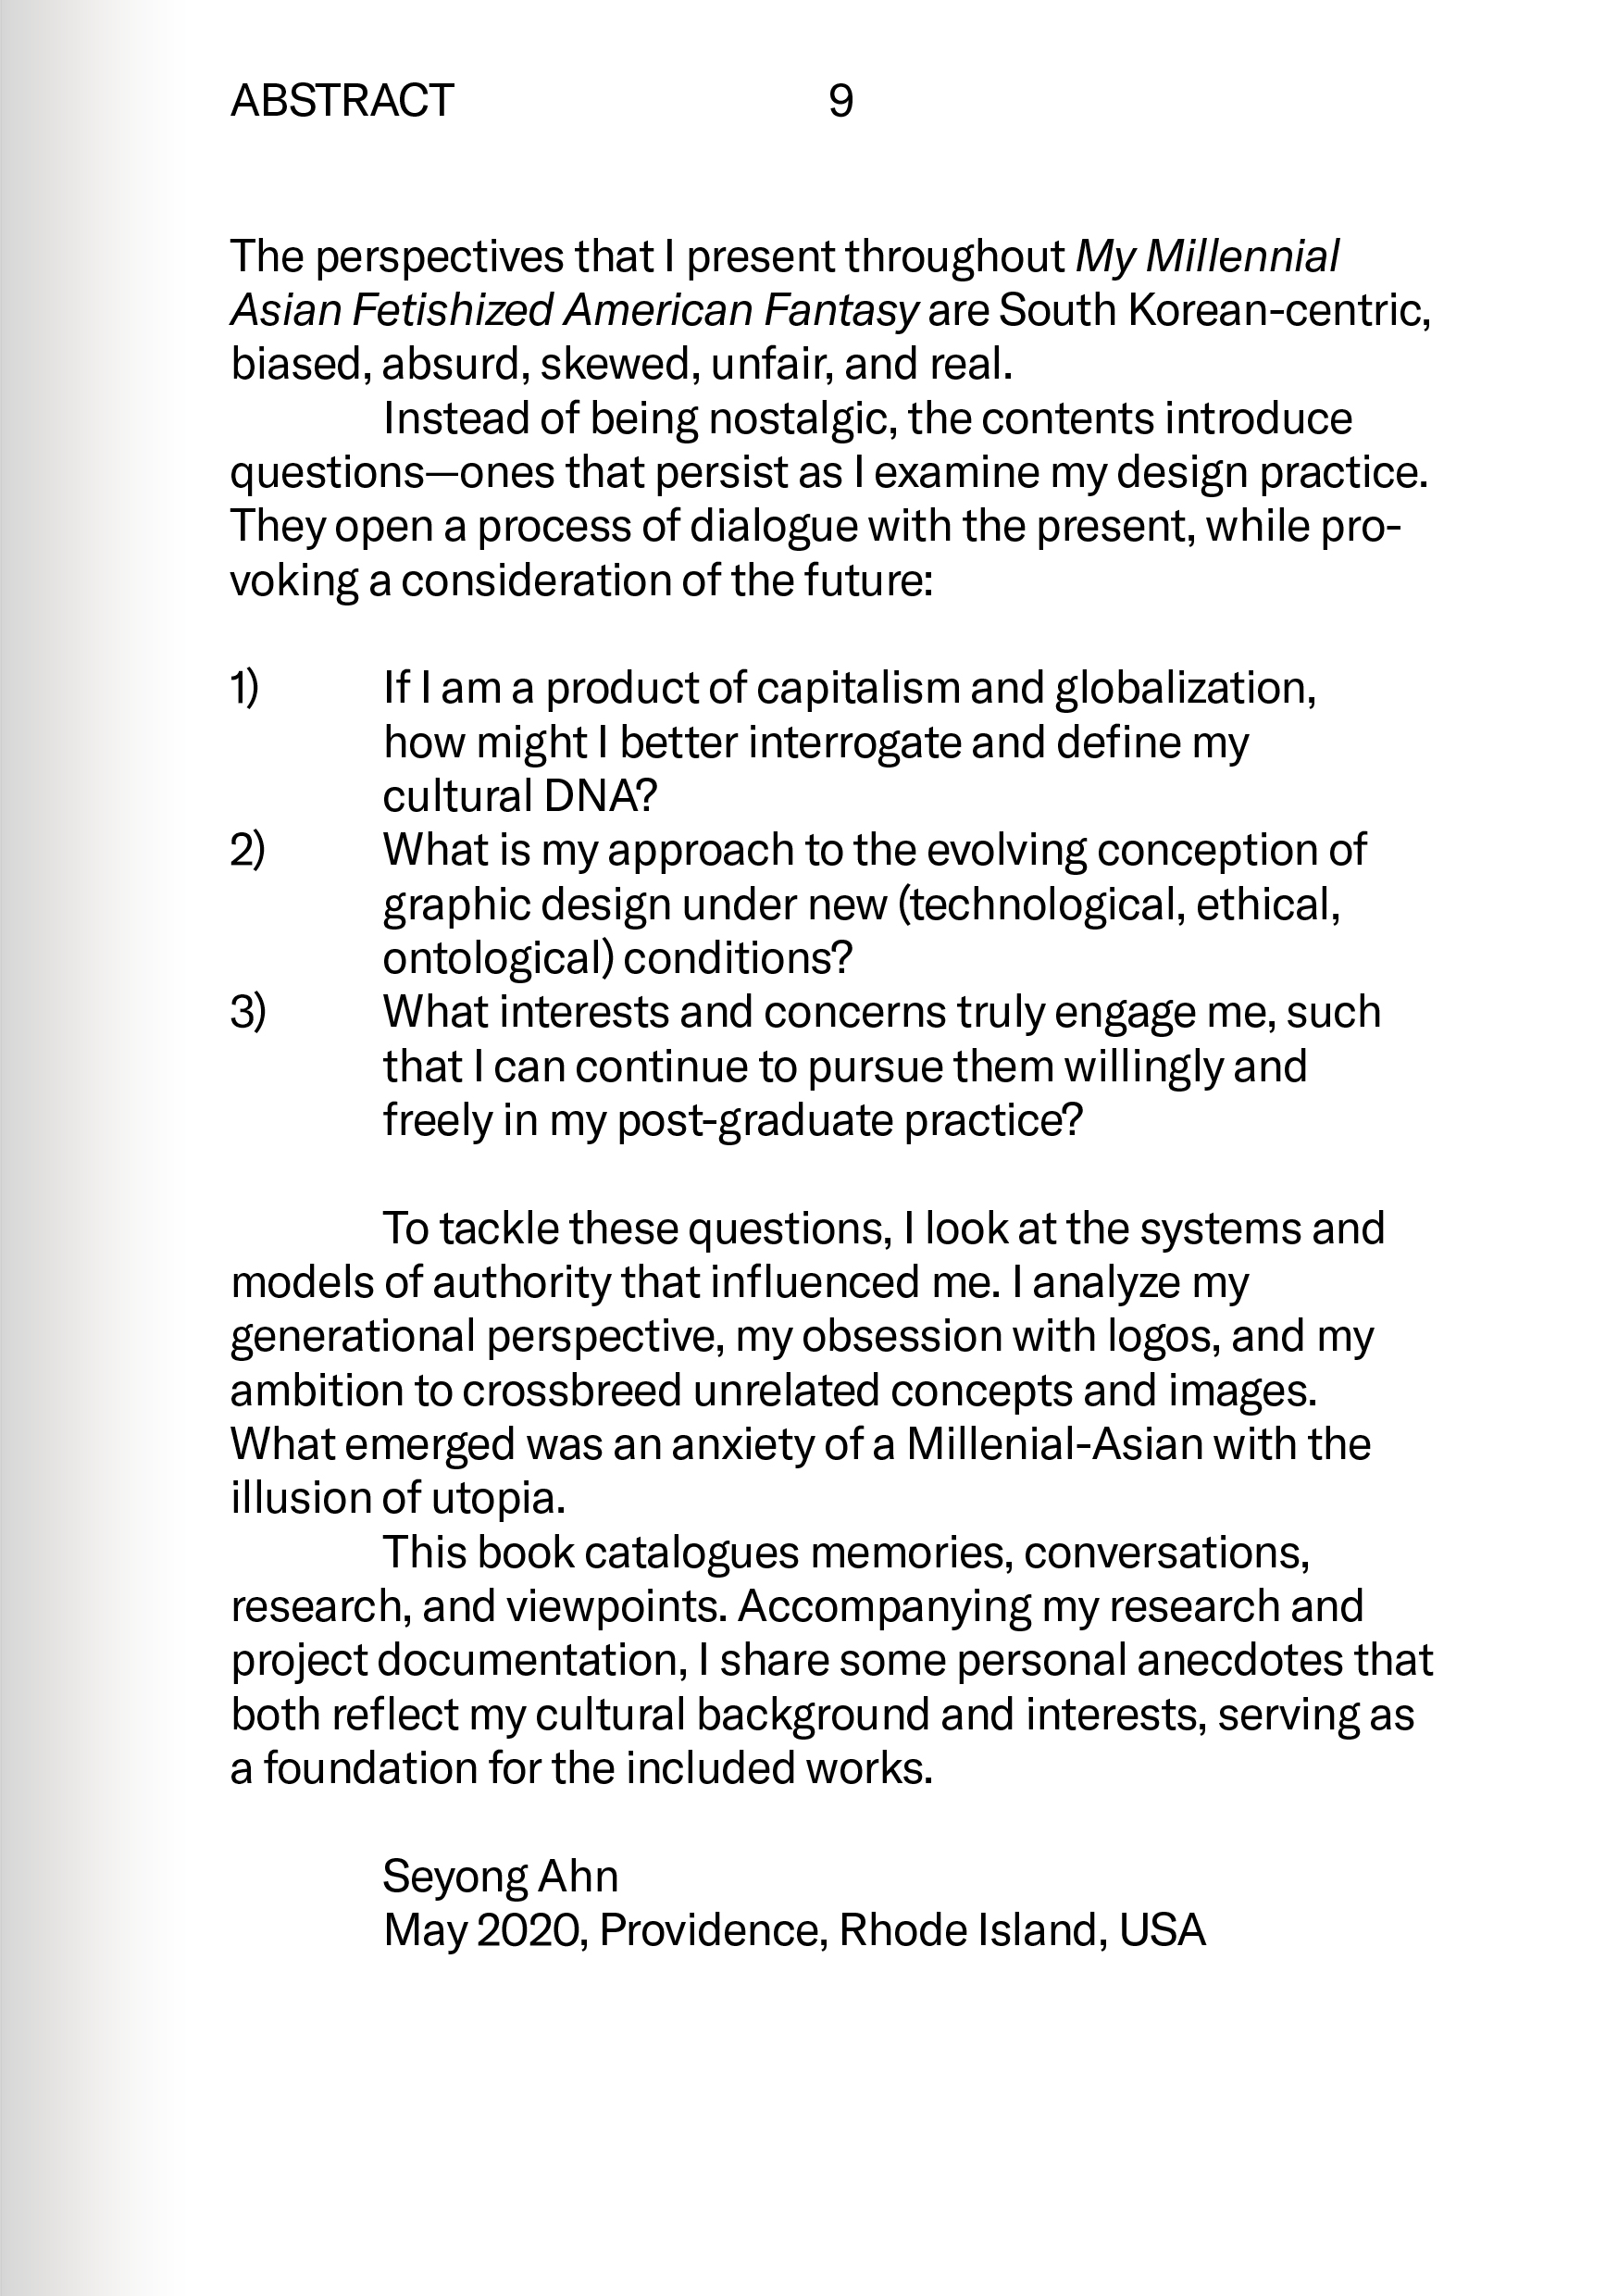 ABSTRACT 9
The perspectives that I present throughout My Millennial
Asian Fetishized American Fantasy are South Korean-centric,
biased, absurd, skewed, unfair, and real.
Instead of being nostalgic, the contents introduce
questions—ones that persist as I examine my design practice.
They open a process of dialogue with the present, while pro-
voking a consideration of the future:
1) If I am a product of capitalism and globalization,
how might I better interrogate and define my
cultural DNA?
2) What is my approach to the evolving conception of
graphic design under new (technological, ethical,
ontological) conditions?
3) What interests and concerns truly engage me, such
that I can continue to pursue them willingly and
freely in my post-graduate practice?
To tackle these questions, I look at the systems and
models of authority that influenced me. I analyze my
generational perspective, my obsession with logos, and my
ambition to crossbreed unrelated concepts and images.
What emerged was an anxiety of a Millenial-Asian with the
illusion of utopia.
This book catalogues memories, conversations,
research, and viewpoints. Accompanying my research and
project documentation, I share some personal anecdotes that
both reflect my cultural background and interests, serving as
a foundation for the included works.
Seyong Ahn
May 2020, Providence, Rhode Island, USA